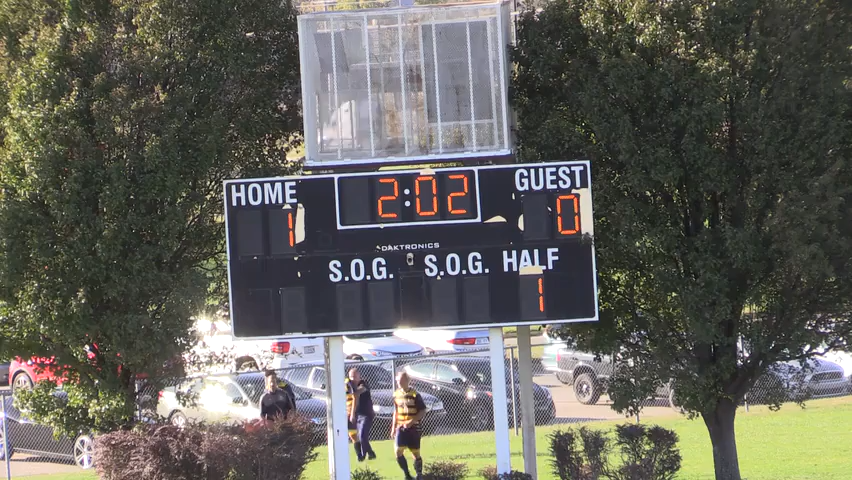 HOME 2:02 GUEST
1 0
DAKTRONICS
S.O.G. S.O.G. HALF
1